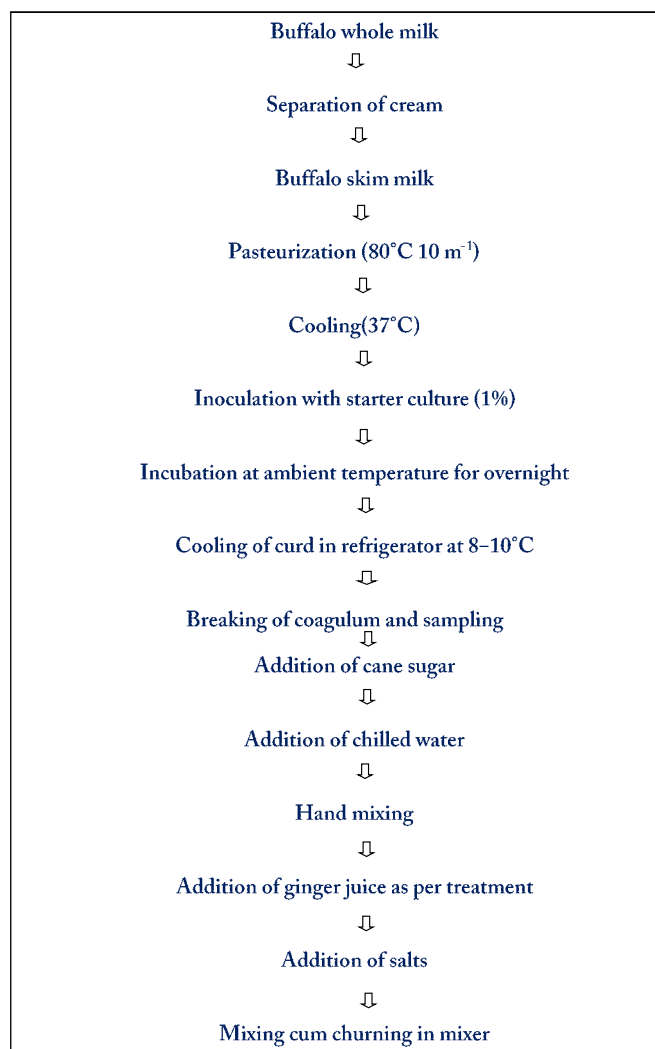 Buffalo whole milk
⇩
Separation of cream
⇩
Buffalo skim milk
⇩
Pasteurization (80°C 10 m⁻¹)
⇩
Cooling(37°C)
⇩
Inoculation with starter culture (1%)
⇩
Incubation at ambient temperature for overnight
⇩
Cooling of curd in refrigerator at 8–10°C
⇩
Breaking of coagulum and sampling
⇩
Addition of cane sugar
⇩
Addition of chilled water
⇩
Hand mixing
⇩
Addition of ginger juice as per treatment
⇩
Addition of salts
⇩
Mixing cum churning in mixer